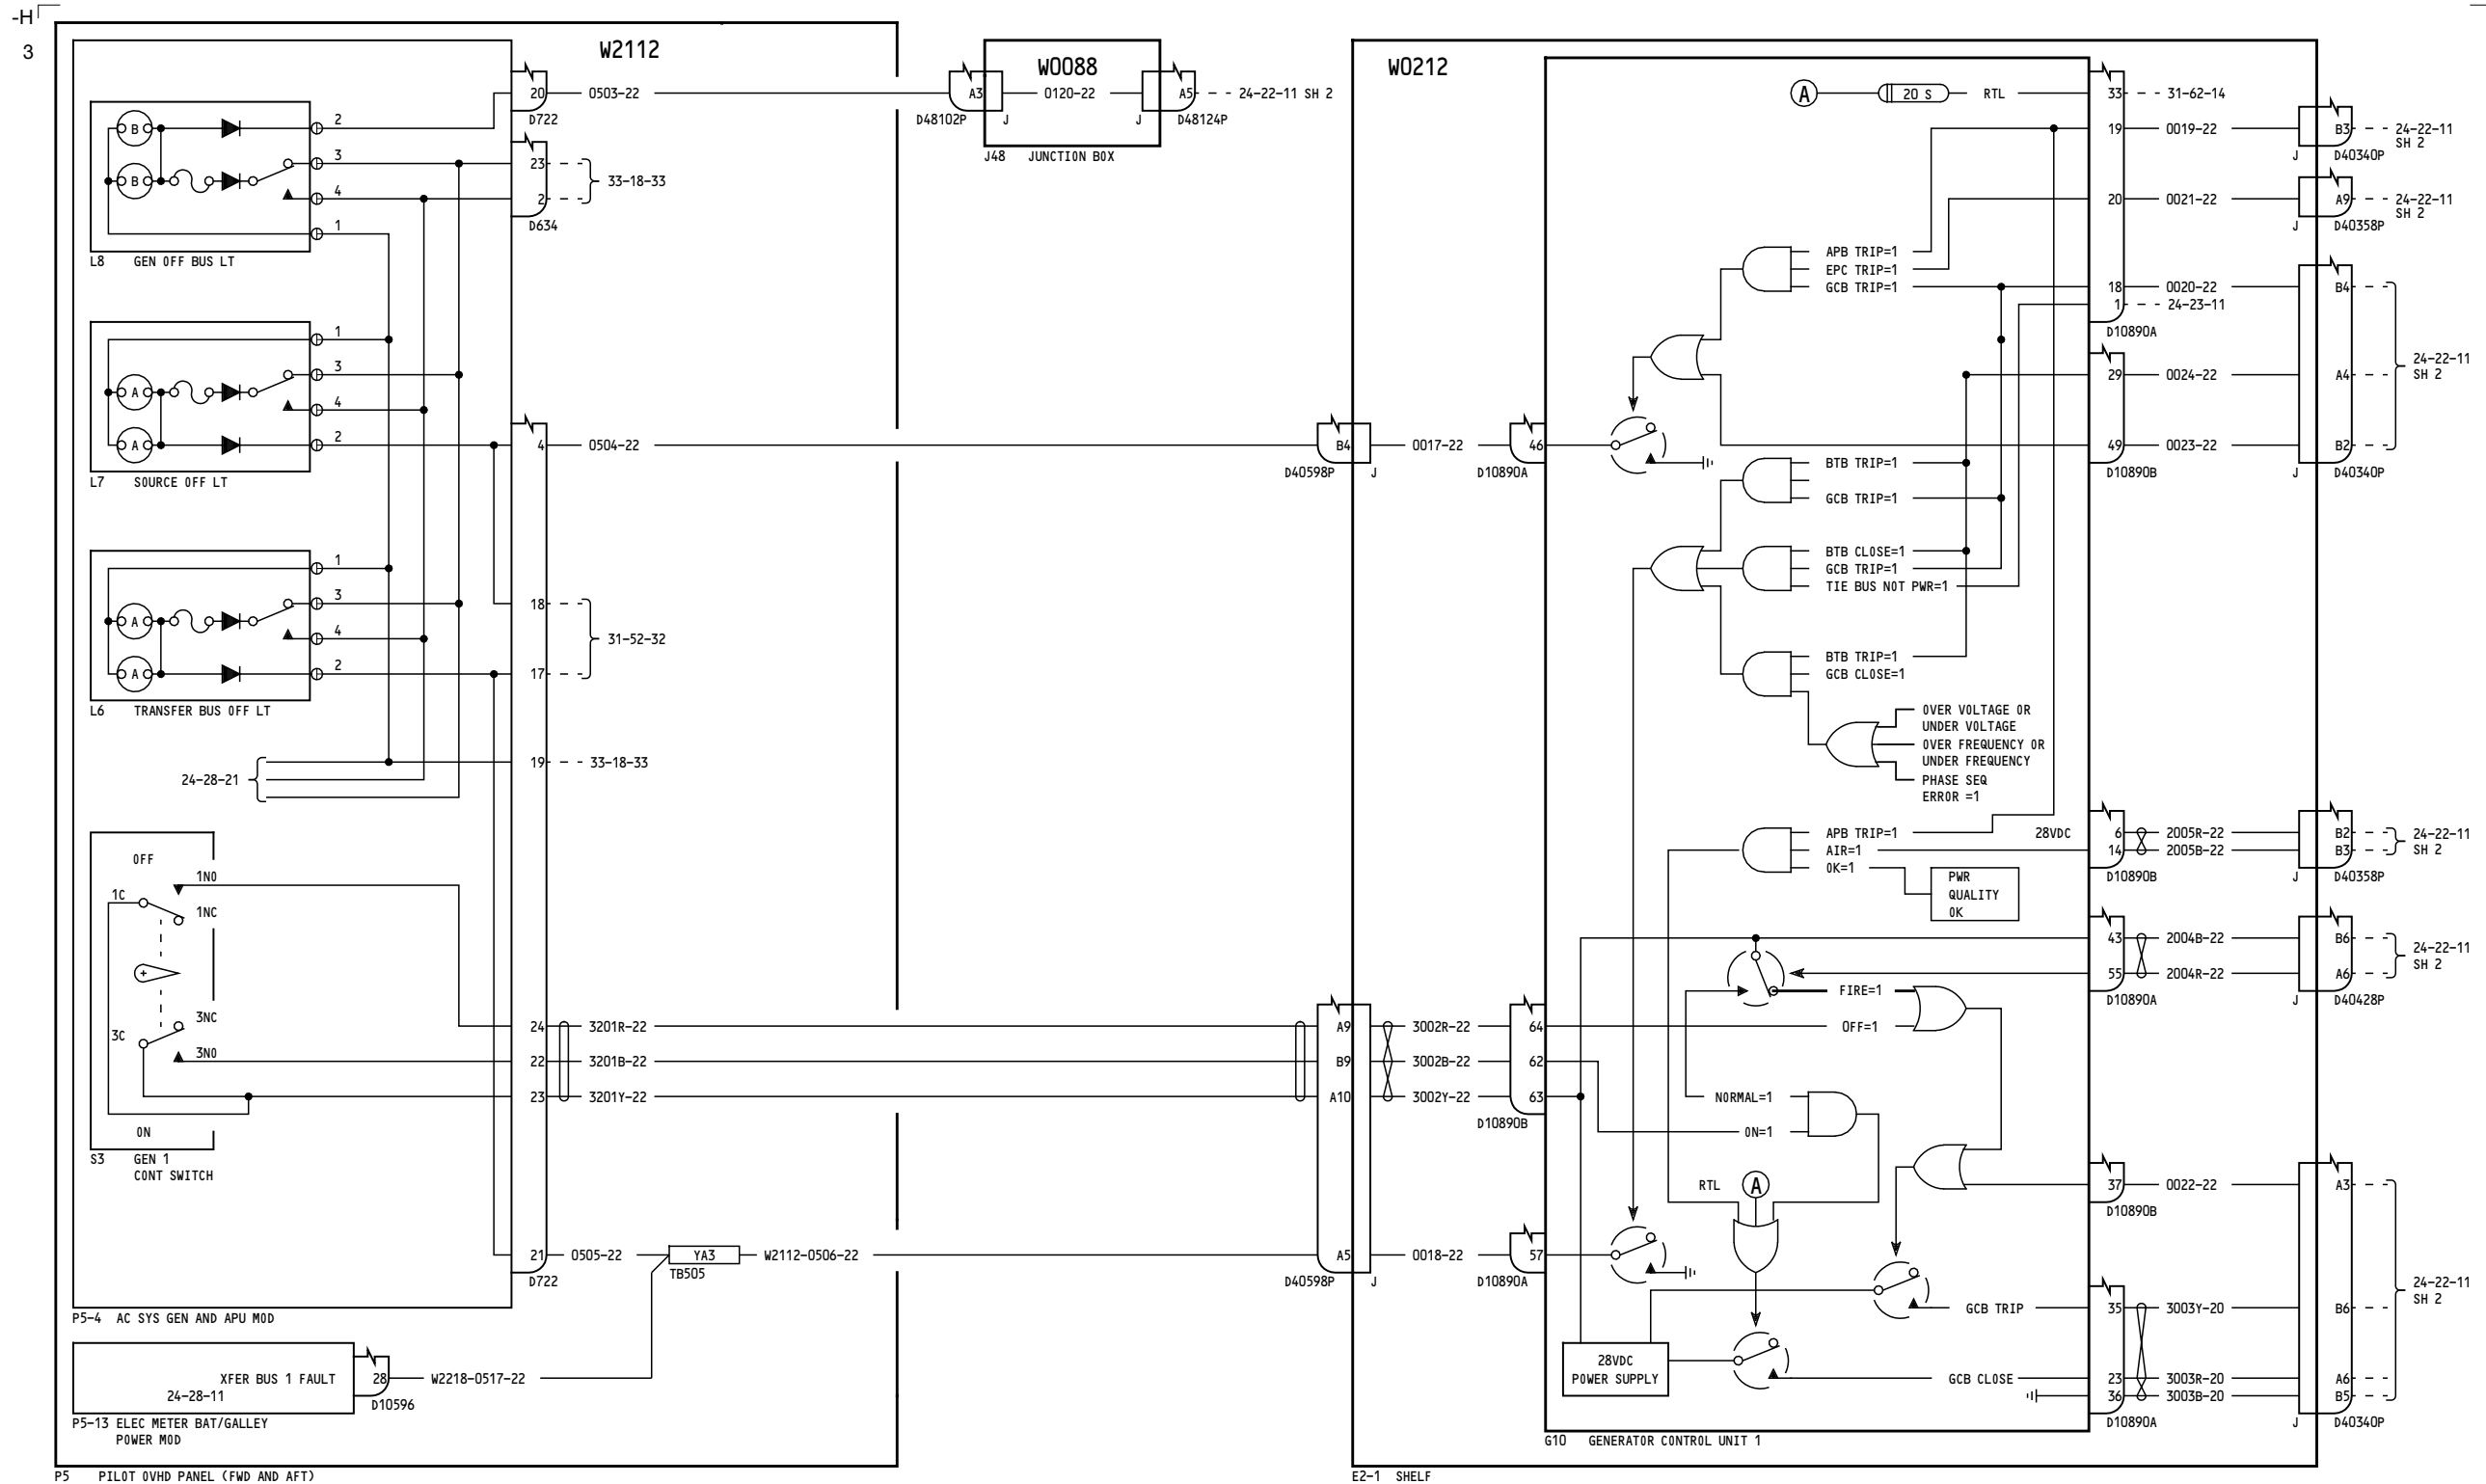 -H
3
W2112
W0088
W0212
20
0503-22
A3
0120-22
A5
24-22-11 SH 2
D722
D48102P
J
J
D48124P
J48 JUNCTION BOX
B
B
2
3
4
1
L8 GEN OFF BUS LT
23
2
33-18-33
D634
1
3
4
2
A
A
L7 SOURCE OFF LT
4
0504-22
B4
0017-22
46
D40598P
J
D10890A
1
3
4
2
A
A
L6 TRANSFER BUS OFF LT
18
17
31-52-32
24-28-21
19
33-18-33
OFF
1NO
1C
1NC
3NC
3C
3NO
ON
S3 GEN 1
CONT SWITCH
24
3201R-22
A9
3002R-22
64
22
3201B-22
B9
3002B-22
62
23
3201Y-22
A10
3002Y-22
63
D10890B
21
0505-22
YA3
W2112-0506-22
A5
0018-22
57
D722
TB505
D40598P
J
D10890A
P5-4 AC SYS GEN AND APU MOD
XFER BUS 1 FAULT
24-28-11
28
W2218-0517-22
D10596
P5-13 ELEC METER BAT/GALLEY
POWER MOD
P5 PILOT OVHD PANEL (FWD AND AFT)
A
20 S
RTL
33
31-62-14
19
0019-22
B3
24-22-11
SH 2
J
D40340P
20
0021-22
A9
24-22-11
SH 2
J
D40358P
APB TRIP=1
EPC TRIP=1
GCB TRIP=1
18
0020-22
B4
1
24-23-11
D10890A
29
0024-22
A4
24-22-11
SH 2
49
0023-22
B2
D10890B
J
D40340P
BTB TRIP=1
GCB TRIP=1
BTB CLOSE=1
GCB TRIP=1
TIE BUS NOT PWR=1
BTB TRIP=1
GCB CLOSE=1
OVER VOLTAGE OR
UNDER VOLTAGE
OVER FREQUENCY OR
UNDER FREQUENCY
PHASE SEQ
ERROR =1
APB TRIP=1
AIR=1
OK=1
28VDC
6
2005R-22
B2
14
2005B-22
B3
24-22-11
SH 2
D10890B
J
D40358P
PWR
QUALITY
OK
43
2004B-22
B6
55
2004R-22
A6
24-22-11
SH 2
D10890A
J
D40428P
FIRE=1
OFF=1
NORMAL=1
ON=1
RTL
A
37
0022-22
A3
D10890B
24-22-11
SH 2
GCB TRIP
35
3003Y-20
B6
28VDC
POWER SUPPLY
GCB CLOSE
23
3003R-20
A6
36
3003B-20
B5
D10890A
J
D40340P
G10 GENERATOR CONTROL UNIT 1
E2-1 SHELF